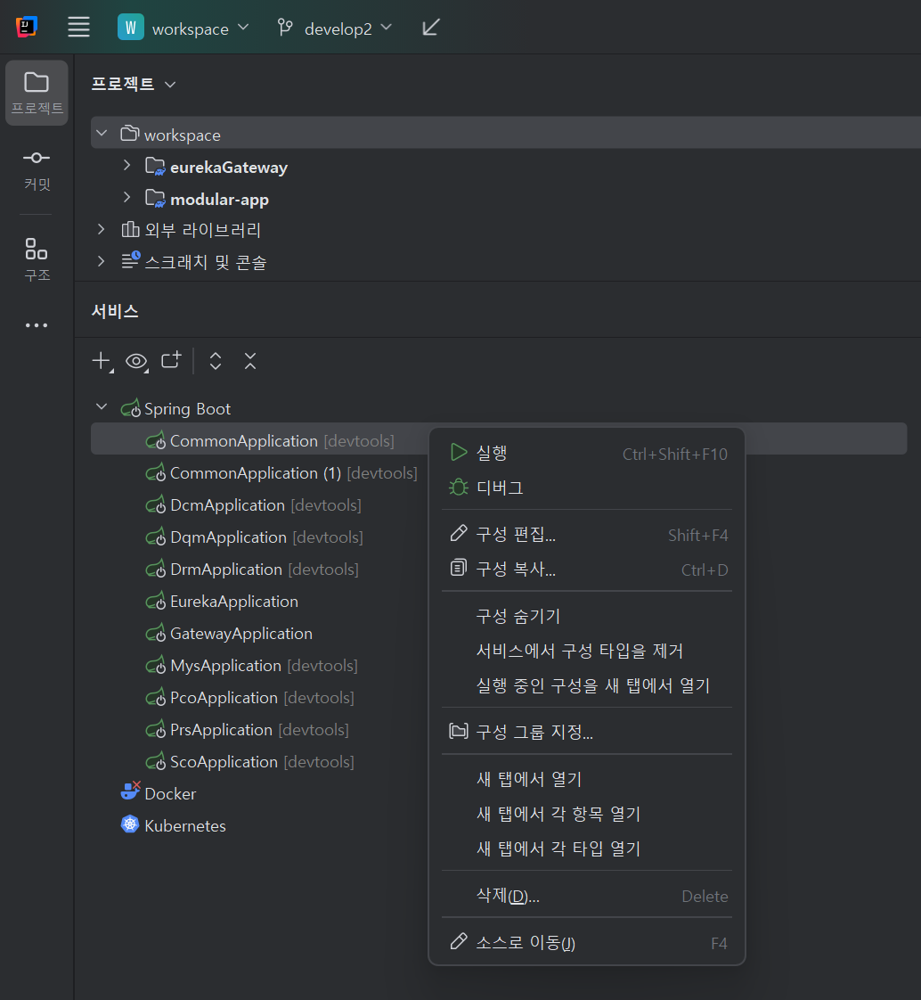 IJ
W workspace develop2
프로젝트
프로젝트
커밋
구조
workspace
eurekaGateway
modular-app
외부 라이브러리
스크래치 및 콘솔
서비스
Spring Boot
CommonApplication [devtools]
CommonApplication (1) [devtools]
DcmApplication [devtools]
DqmApplication [devtools]
DrmApplication [devtools]
EurekaApplication
GatewayApplication
MysApplication [devtools]
PcoApplication [devtools]
PrsApplication [devtools]
ScoApplication [devtools]
Docker
Kubernetes
실행 Ctrl+Shift+F10
디버그
구성 편집... Shift+F4
구성 복사... Ctrl+D
구성 숨기기
서비스에서 구성 타입을 제거
실행 중인 구성을 새 탭에서 열기
구성 그룹 지정...
새 탭에서 열기
새 탭에서 각 항목 열기
새 탭에서 각 타입 열기
삭제(D)... Delete
소스로 이동(J) F4